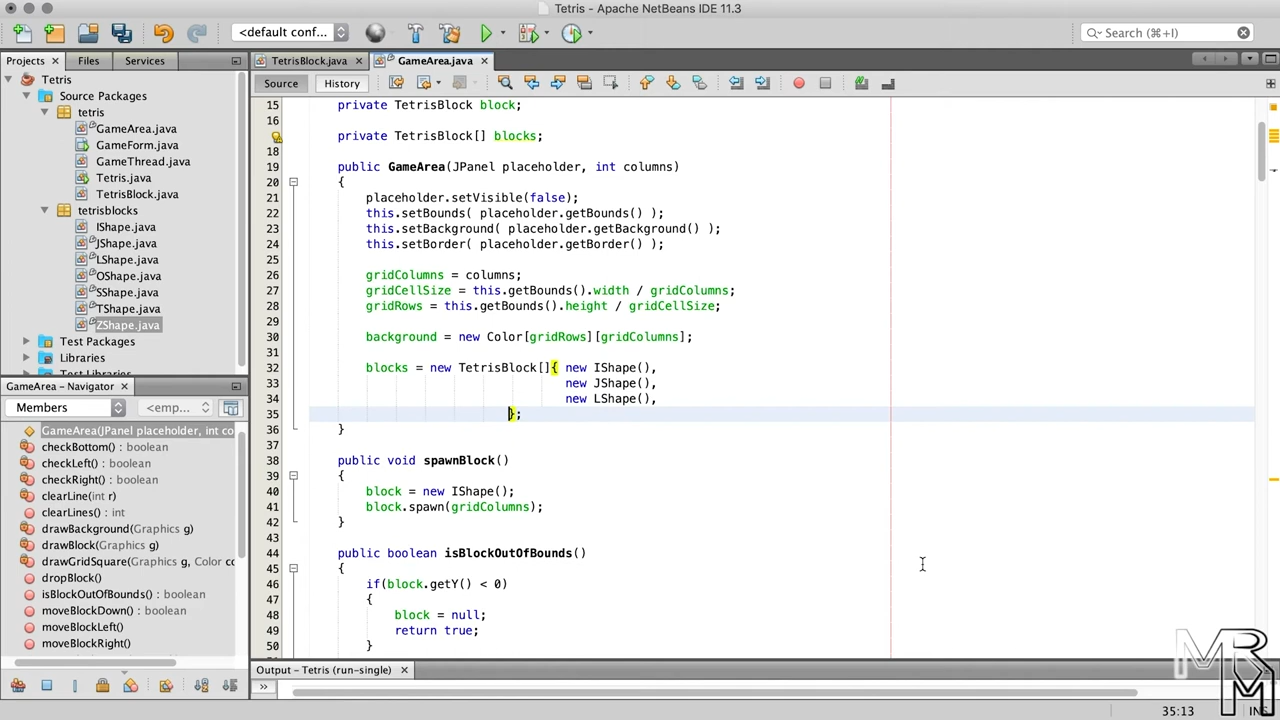 Tetris - Apache NetBeans IDE 11.3
<default conf...
Search (⌘+I)
Projects
Files
Services
TetrisBlock.java
GameArea.java
Source
History
Tetris
Source Packages
tetris
GameArea.java
GameForm.java
GameThread.java
Tetris.java
TetrisBlock.java
tetrisblocks
IShape.java
JShape.java
LShape.java
OShape.java
SShape.java
TShape.java
ZShape.java
Test Packages
Libraries
Test Libraries
GameArea - Navigator
Members
<emp...
GameArea(JPanel placeholder, int co
checkBottom() : boolean
checkLeft() : boolean
checkRight() : boolean
clearLine(int r)
clearLines() : int
drawBackground(Graphics g)
drawBlock(Graphics g)
drawGridSquare(Graphics g, Color co
dropBlock()
isBlockOutOfBounds() : boolean
moveBlockDown() : boolean
moveBlockLeft()
moveBlockRight()
15 private TetrisBlock block;
16
private TetrisBlock[] blocks;
18
19 public GameArea(JPanel placeholder, int columns)
20 {
21 placeholder.setVisible(false);
22 this.setBounds( placeholder.getBounds() );
23 this.setBackground( placeholder.getBackground() );
24 this.setBorder( placeholder.getBorder() );
25
26 gridColumns = columns;
27 gridCellSize = this.getBounds().width / gridColumns;
28 gridRows = this.getBounds().height / gridCellSize;
29
30 background = new Color[gridRows][gridColumns];
31
32 blocks = new TetrisBlock[]{ new IShape(),
33 new JShape(),
34 new LShape(),
35 };
36 }
37
38 public void spawnBlock()
39 {
40 block = new IShape();
41 block.spawn(gridColumns);
42 }
43
44 public boolean isBlockOutOfBounds()
45 {
46 if(block.getY() < 0)
47 {
48 block = null;
49 return true;
50 }
Output - Tetris (run-single)
35:13
INS
MR
M